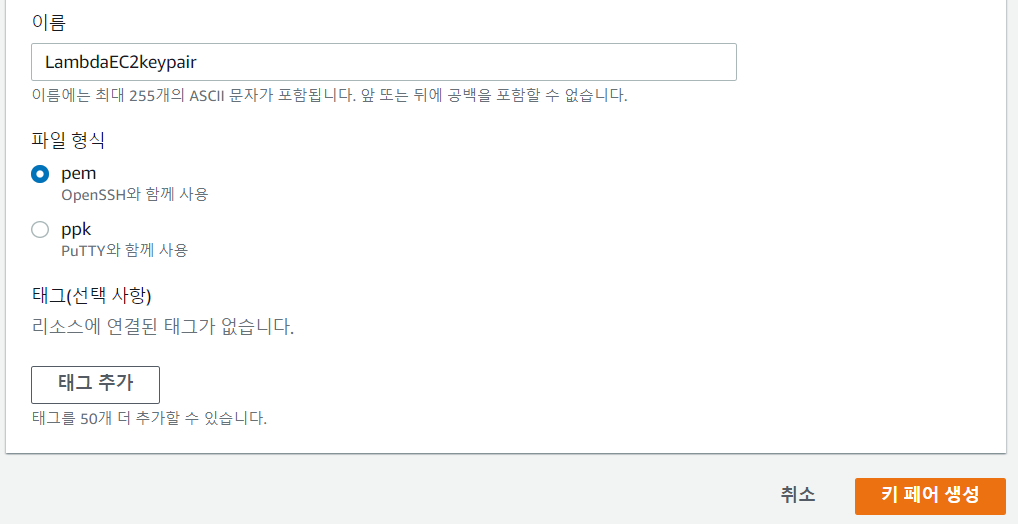 이름
LambdaEC2keypair
이름에는 최대 255개의 ASCII 문자가 포함됩니다. 앞 또는 뒤에 공백을 포함할 수 없습니다.
파일 형식
pem
OpenSSH와 함께 사용
ppk
PuTTY와 함께 사용
태그(선택 사항)
리소스에 연결된 태그가 없습니다.
태그 추가
태그를 50개 더 추가할 수 있습니다.
취소
키 페어 생성